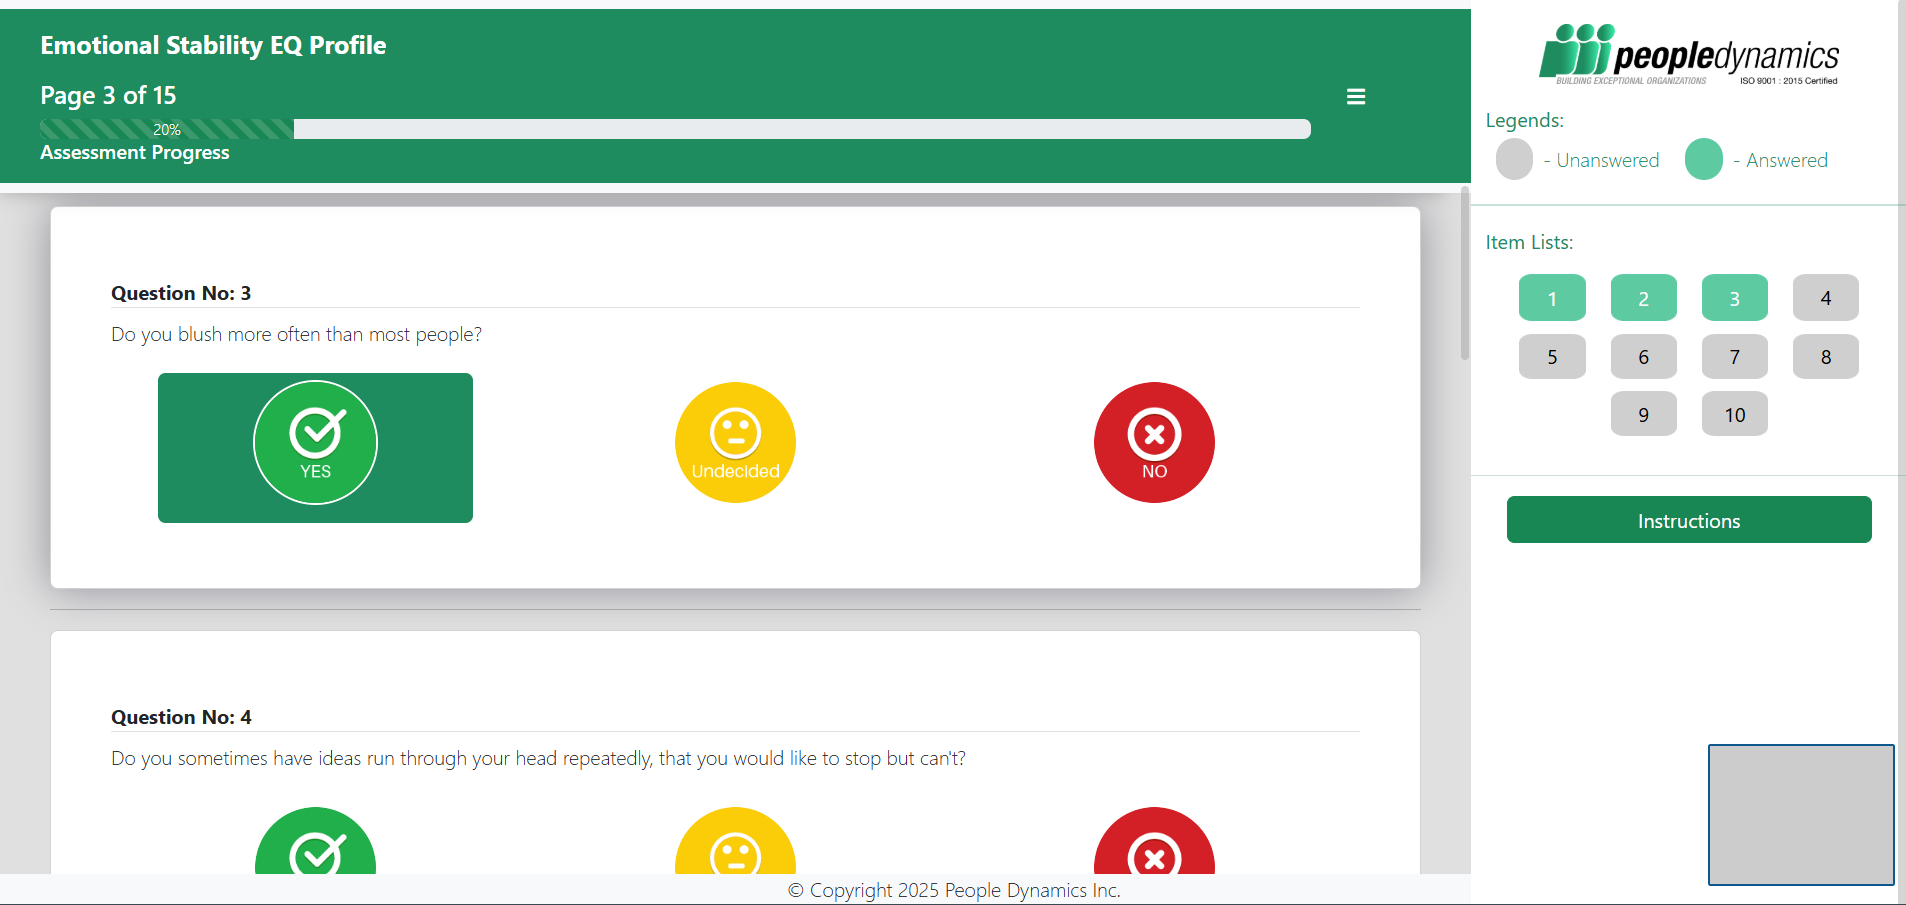 Emotional Stability EQ Profile
Page 3 of 15
20%
Assessment Progress
peopledynamics
BUILDING EXCEPTIONAL ORGANIZATIONS ISO 9001 : 2015 Certified
Legends:
- Unanswered - Answered
Item Lists:
1 2 3 4
5 6 7 8
9 10
Instructions
Question No: 3
Do you blush more often than most people?
YES Undecided NO
Question No: 4
Do you sometimes have ideas run through your head repeatedly, that you would like to stop but can't?
© Copyright 2025 People Dynamics Inc.